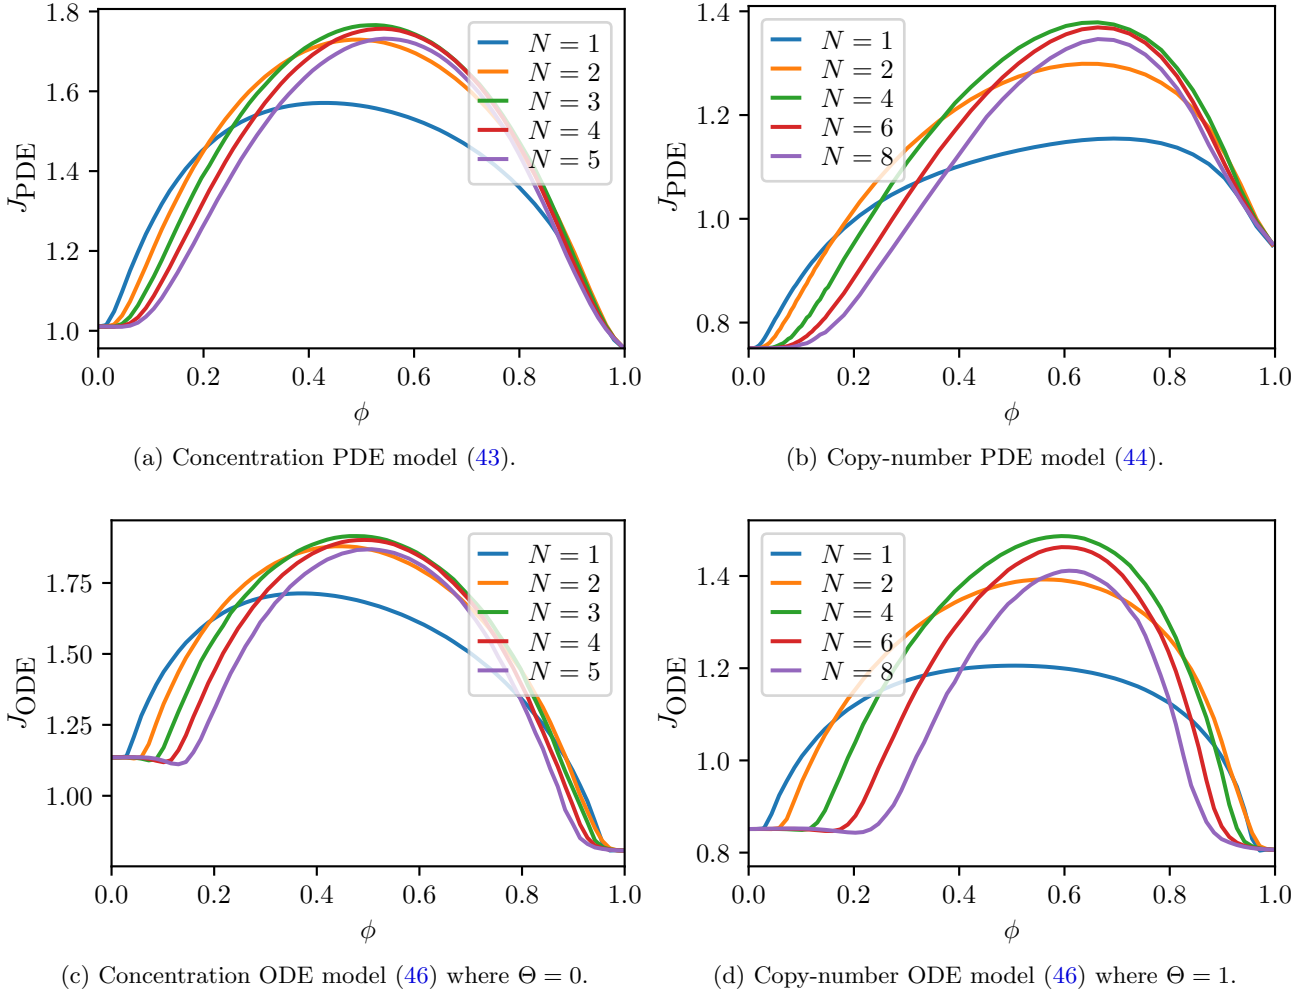 1.8
1.6
1.4
1.2
1.0
J_PDE
0.0 0.2 0.4 0.6 0.8 1.0
ϕ
N = 1
N = 2
N = 3
N = 4
N = 5
(a) Concentration PDE model (43).
1.4
1.2
1.0
0.8
J_PDE
0.0 0.2 0.4 0.6 0.8 1.0
ϕ
N = 1
N = 2
N = 4
N = 6
N = 8
(b) Copy-number PDE model (44).
1.75
1.50
1.25
1.00
J_ODE
0.0 0.2 0.4 0.6 0.8 1.0
ϕ
N = 1
N = 2
N = 3
N = 4
N = 5
(c) Concentration ODE model (46) where Θ = 0.
1.4
1.2
1.0
0.8
J_ODE
0.0 0.2 0.4 0.6 0.8 1.0
ϕ
N = 1
N = 2
N = 4
N = 6
N = 8
(d) Copy-number ODE model (46) where Θ = 1.